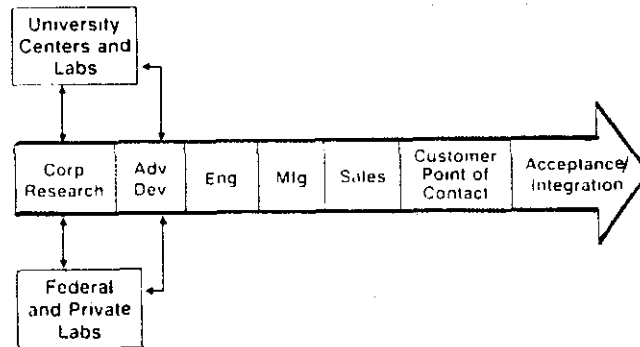 University
Centers and
Labs
Corp
Research
Adv
Dev
Eng
Mfg
Sales
Customer
Point of
Contact
Acceptance/
Integration
Federal
and Private
Labs